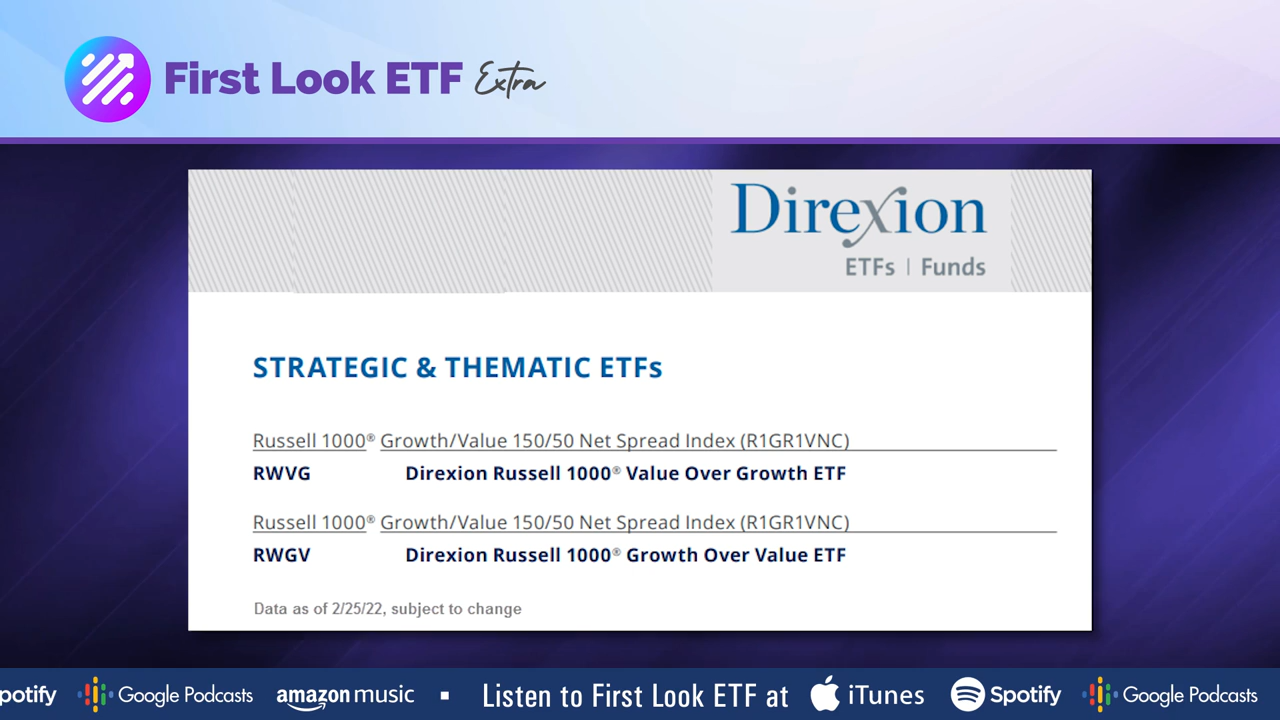 First Look ETF Extra
Direxion
ETFs | Funds
STRATEGIC & THEMATIC ETFs
Russell 1000® Growth/Value 150/50 Net Spread Index (R1GR1VNC)
RWVG Direxion Russell 1000® Value Over Growth ETF
Russell 1000® Growth/Value 150/50 Net Spread Index (R1GR1VNC)
RWGV Direxion Russell 1000® Growth Over Value ETF
Data as of 2/25/22, subject to change
potify Google Podcasts amazon music ▪ Listen to First Look ETF at iTunes Spotify Google Podcasts